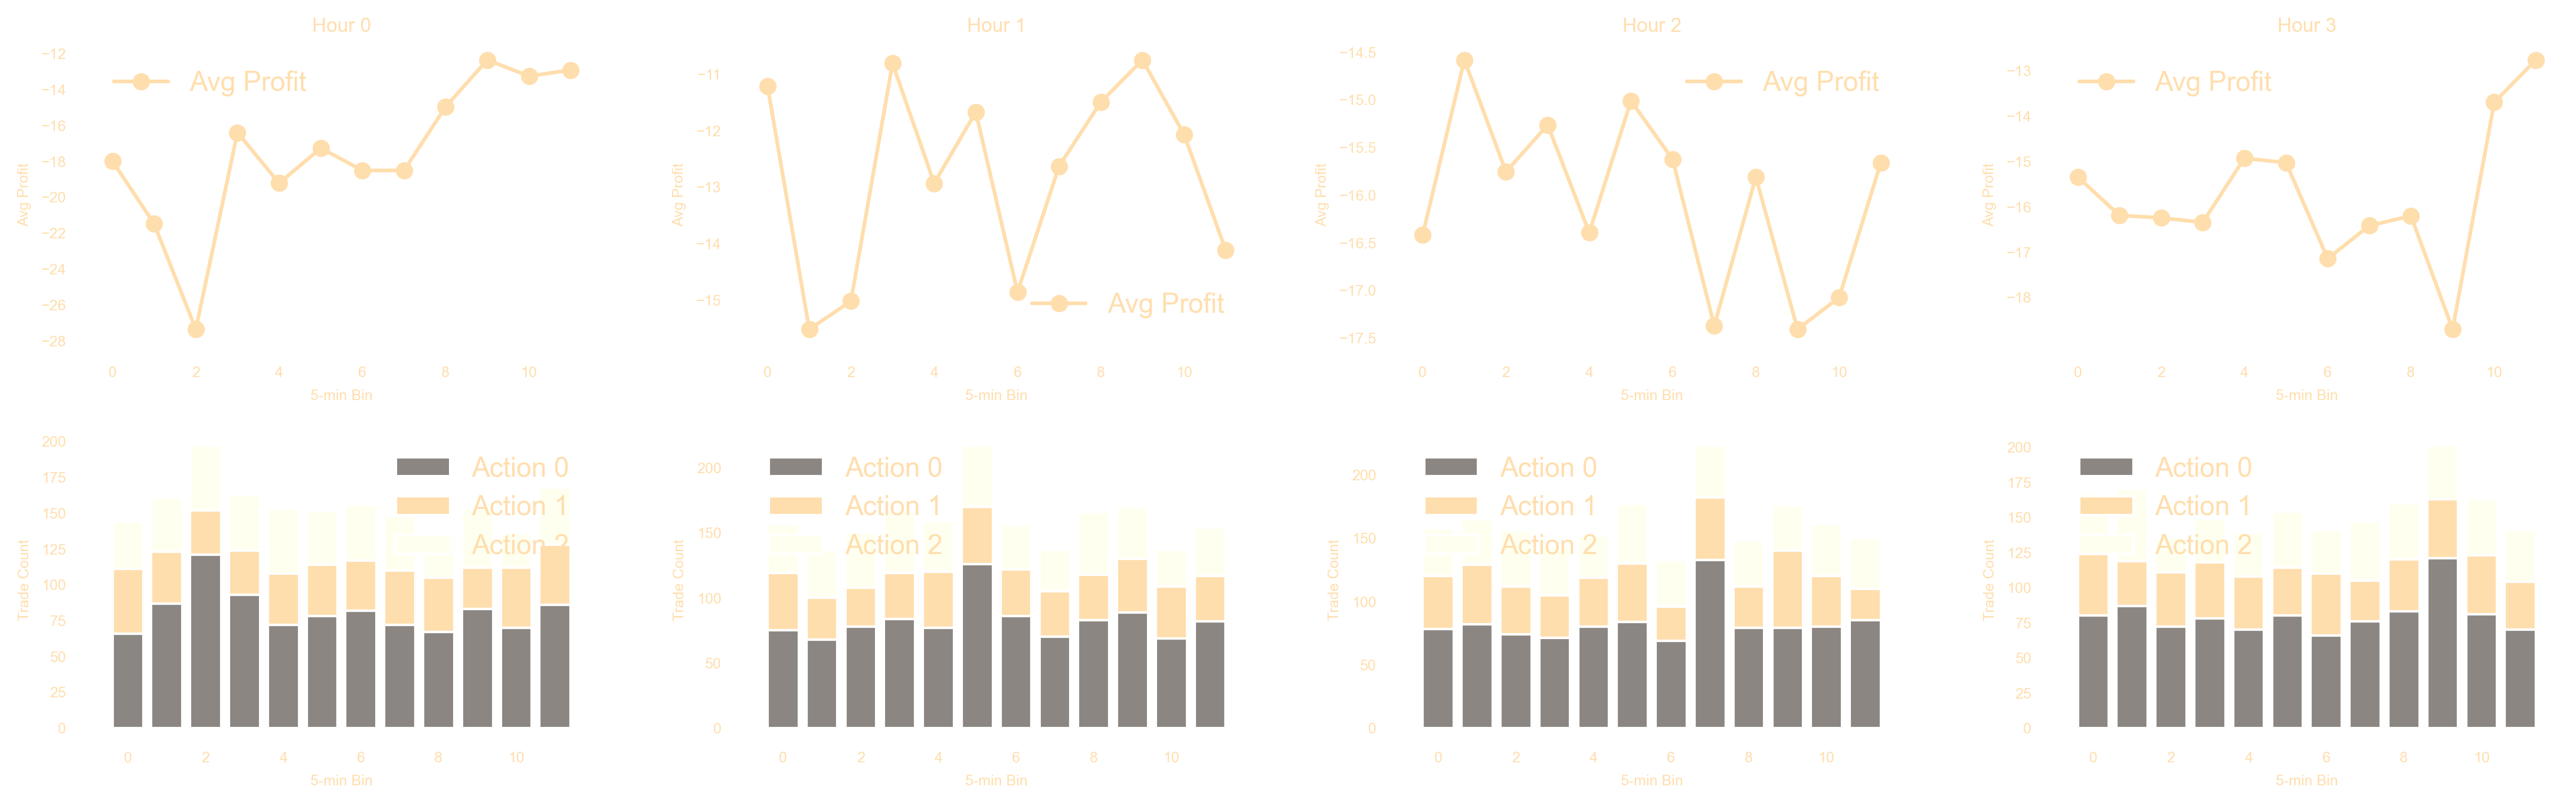 Hour 0
Avg Profit
−12
−14
−16
−18
−20
−22
−24
−26
−28
Avg Profit
0 2 4 6 8 10
5-min Bin
Hour 1
Avg Profit
−11
−12
−13
−14
−15
Avg Profit
0 2 4 6 8 10
5-min Bin
Hour 2
Avg Profit
−14.5
−15.0
−15.5
−16.0
−16.5
−17.0
−17.5
Avg Profit
0 2 4 6 8 10
5-min Bin
Hour 3
Avg Profit
−13
−14
−15
−16
−17
−18
Avg Profit
0 2 4 6 8 10
5-min Bin
Trade Count
200
175
150
125
100
75
50
25
0
Action 0
Action 1
Action 2
0 2 4 6 8 10
5-min Bin
Trade Count
200
150
100
50
0
Action 0
Action 1
Action 2
0 2 4 6 8 10
5-min Bin
Trade Count
200
150
100
50
0
Action 0
Action 1
Action 2
0 2 4 6 8 10
5-min Bin
Trade Count
200
175
150
125
100
75
50
25
0
Action 0
Action 1
Action 2
0 2 4 6 8 10
5-min Bin